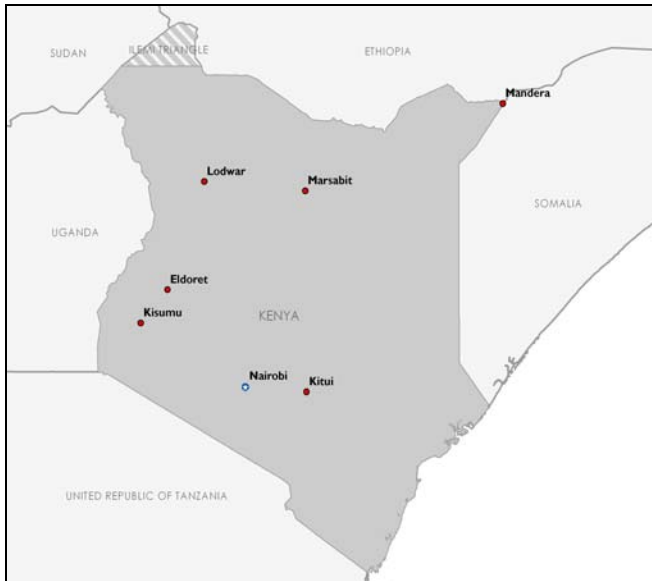 SUDAN
ILEMI TRIANGLE
ETHIOPIA
Mandera
Lodwar
Marsabit
SOMALIA
UGANDA
Eldoret
Kisumu
KENYA
Nairobi
Kitui
UNITED REPUBLIC OF TANZANIA